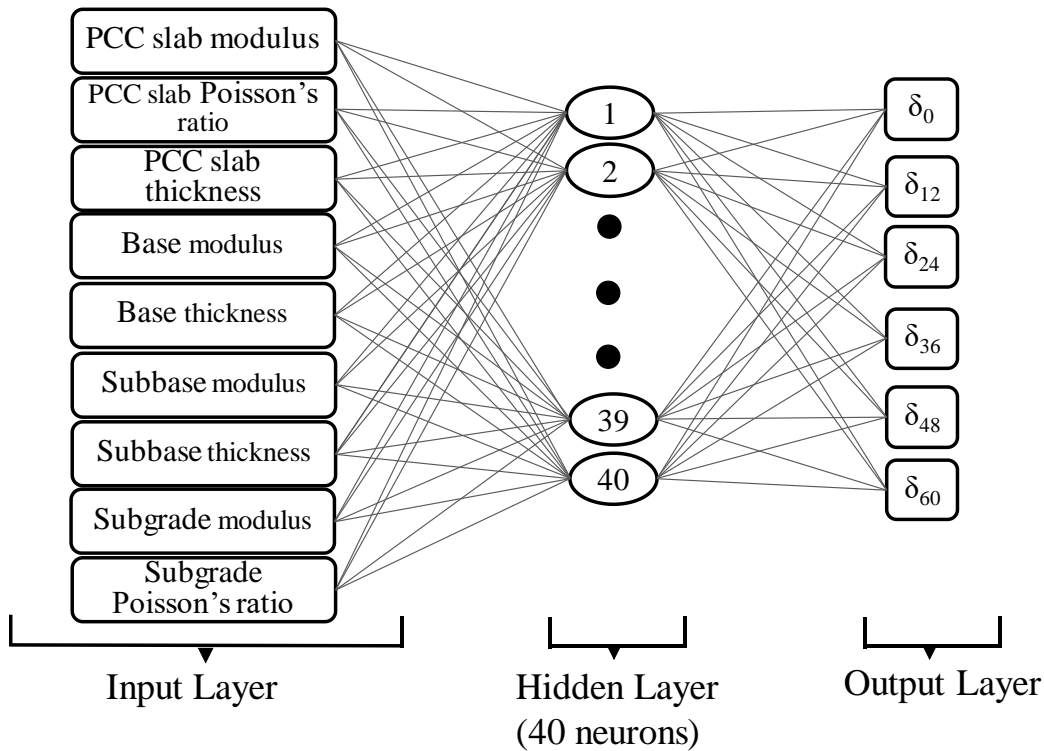 PCC slab modulus
PCC slab Poisson's
ratio
PCC slab
thickness
Base modulus
Base thickness
Subbase modulus
Subbase thickness
Subgrade modulus
Subgrade
Poisson's ratio
Input Layer
1
2
39
40
Hidden Layer
(40 neurons)
δ0
δ12
δ24
δ36
δ48
δ60
Output Layer